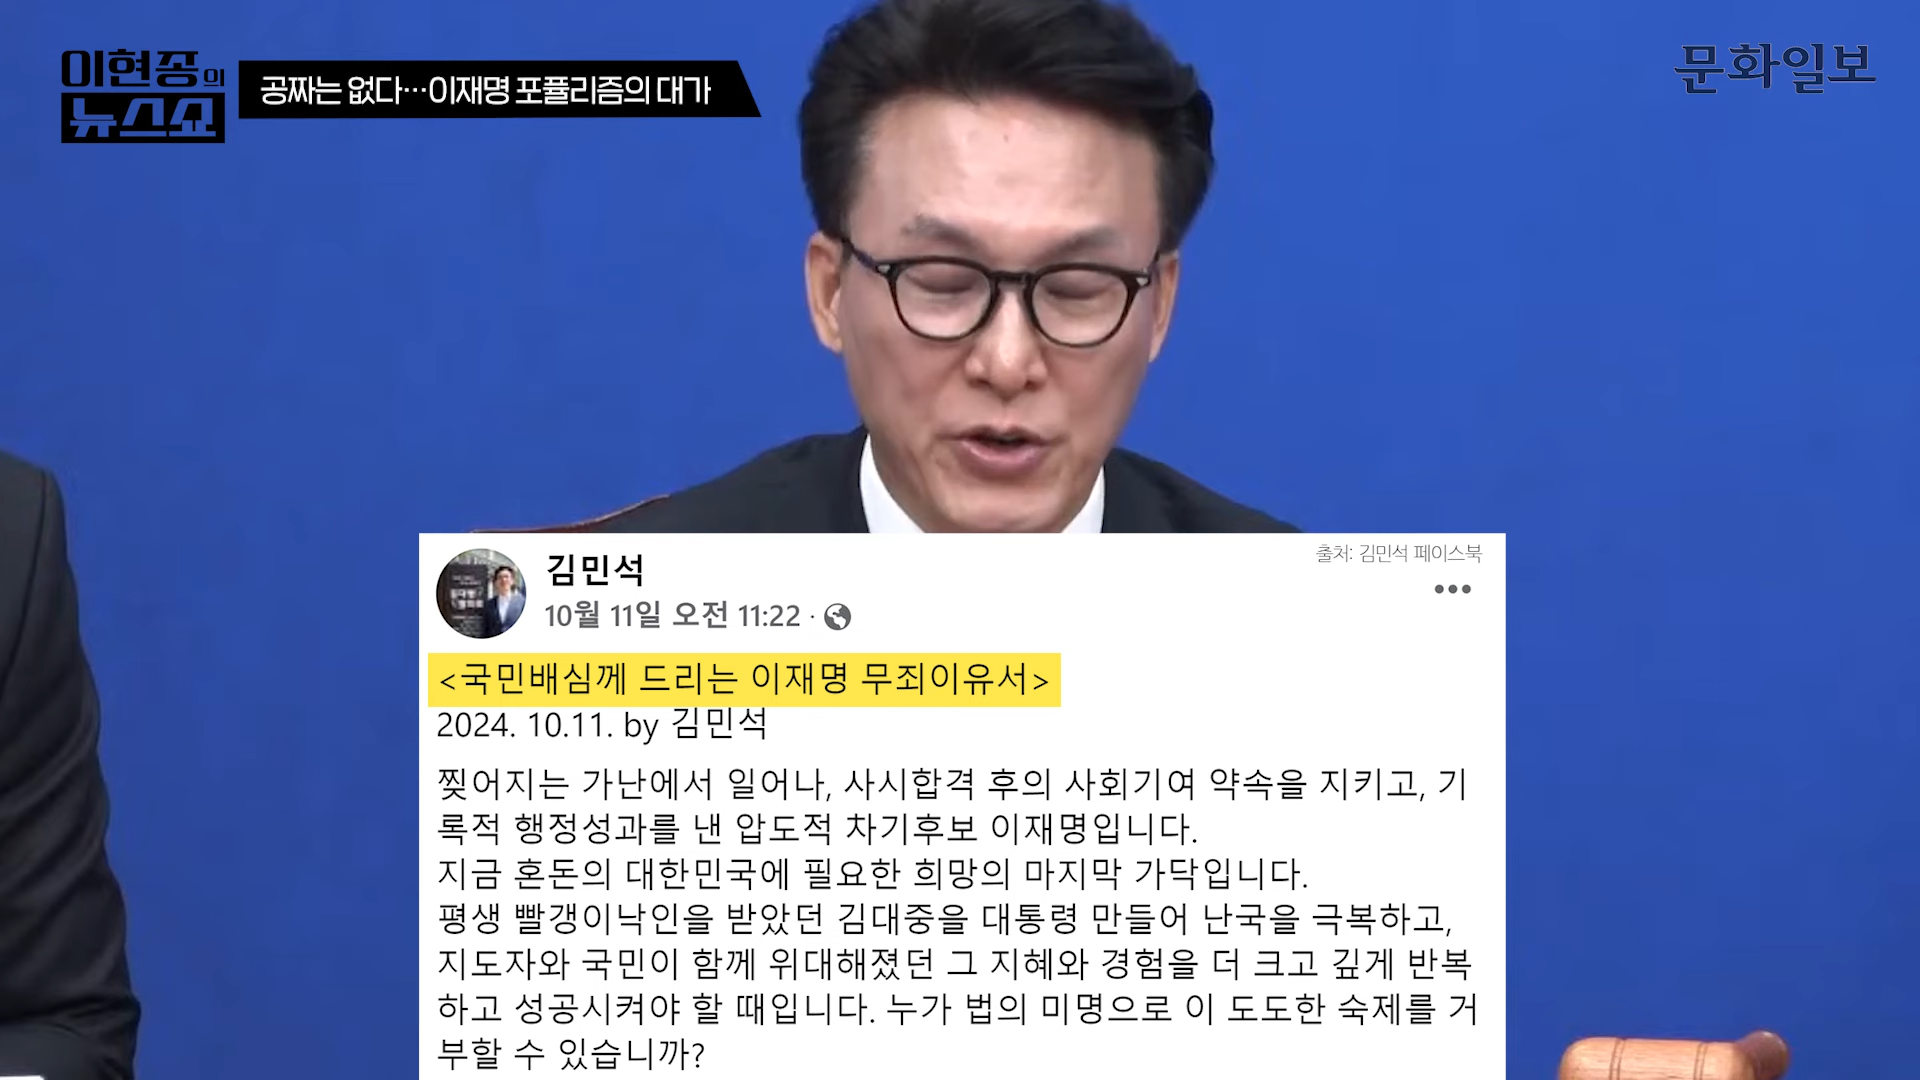 이현종의
뉴스쇼
공짜는 없다…이재명 포퓰리즘의 대가
문화일보
출처: 김민석 페이스북
김민석
10월 11일 오전 11:22 ·
<국민배심께 드리는 이재명 무죄이유서>
2024. 10.11. by 김민석
찢어지는 가난에서 일어나, 사시합격 후의 사회기여 약속을 지키고, 기
록적 행정성과를 낸 압도적 차기후보 이재명입니다.
지금 혼돈의 대한민국에 필요한 희망의 마지막 가닥입니다.
평생 빨갱이낙인을 받았던 김대중을 대통령 만들어 난국을 극복하고,
지도자와 국민이 함께 위대해졌던 그 지혜와 경험을 더 크고 깊게 반복
하고 성공시켜야 할 때입니다. 누가 법의 미명으로 이 도도한 숙제를 거
부할 수 있습니까?